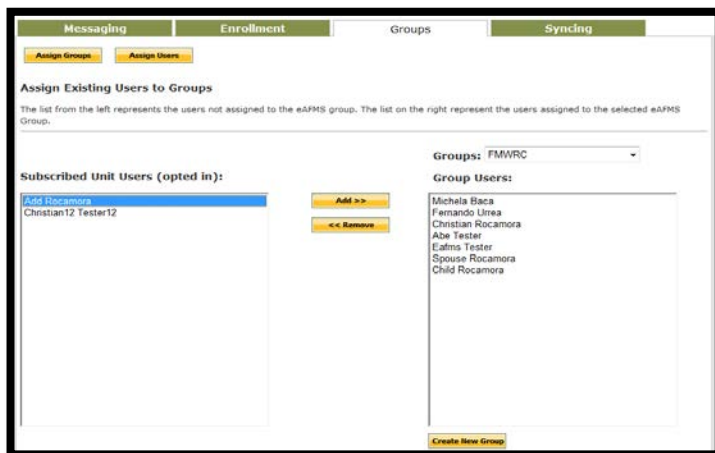 Messaging Enrollment Groups Syncing
Assign Groups Assign Users
Assign Existing Users to Groups
The list from the left represents the users not assigned to the eAFMS group. The list on the right represent the users assigned to the selected eAFMS
Group.
Groups: FMWRC
Subscribed Unit Users (opted in): Group Users:
Add Rocamora
Christian12 Tester12
Add >>
<< Remove
Michela Baca
Fernando Urrea
Christian Rocamora
Abe Tester
Eafms Tester
Spouse Rocamora
Child Rocamora
Create New Group